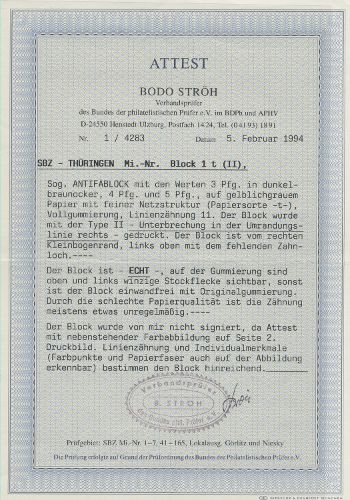 ATTEST
BODO STRÖH
Verbandsprüfer
des Bundes der philatelistischen Prüfer e.V. im BDPh und APHV
D-24550 Henstedt-Ulzburg, Postfach 1424, Tel. (04193) 1891
Nr. 1 / 4283 Datum 5. Februar 1994
SBZ - THÜRINGEN Mi.-Nr. Block 1 t (II),
Sog. ANTIFABLOCK mit den Werten 3 Pfg. in dunkel-
braunocker, 4 Pfg. und 5 Pfg., auf gelblichgrauem
Papier mit feiner Netzstruktur (Papiersorte -t-),
Vollgummierung, Linienzähnung 11. Der Block wurde
mit der Type II - Unterbrechung in der Umrandungs-
linie rechts - gedruckt. Der Block ist vom rechten
Kleinbogenrand, links oben mit dem fehlenden Zahn-
loch.----
Der Block ist - ECHT -, auf der Gummierung sind
oben und links winzige Stockflecke sichtbar, sonst
ist der Block einwandfrei mit Originalgummierung.
Durch die schlechte Papierqualität ist die Zähnung
meistens etwas unregelmäßig.----
Der Block wurde von mir nicht signiert, da Attest
mit nebenstehender Farbabbildung auf Seite 2.
Druckbild. Linienzähnung und Individualmerkmale
(Farbpunkte und Papierfaser auch auf der Abbildung
erkennbar) bestimmen den Block hinreichend.
Verbandsprüfer
B. STRÖH
Prüfgebiet: SBZ Mi.-Nr. 1-7, 41-165, Lokalausg. Görlitz und Niesky
Die Prüfung erfolgte auf Grund der Prüfordnung des Bundes der Philatelistischen Prüfer e.V.